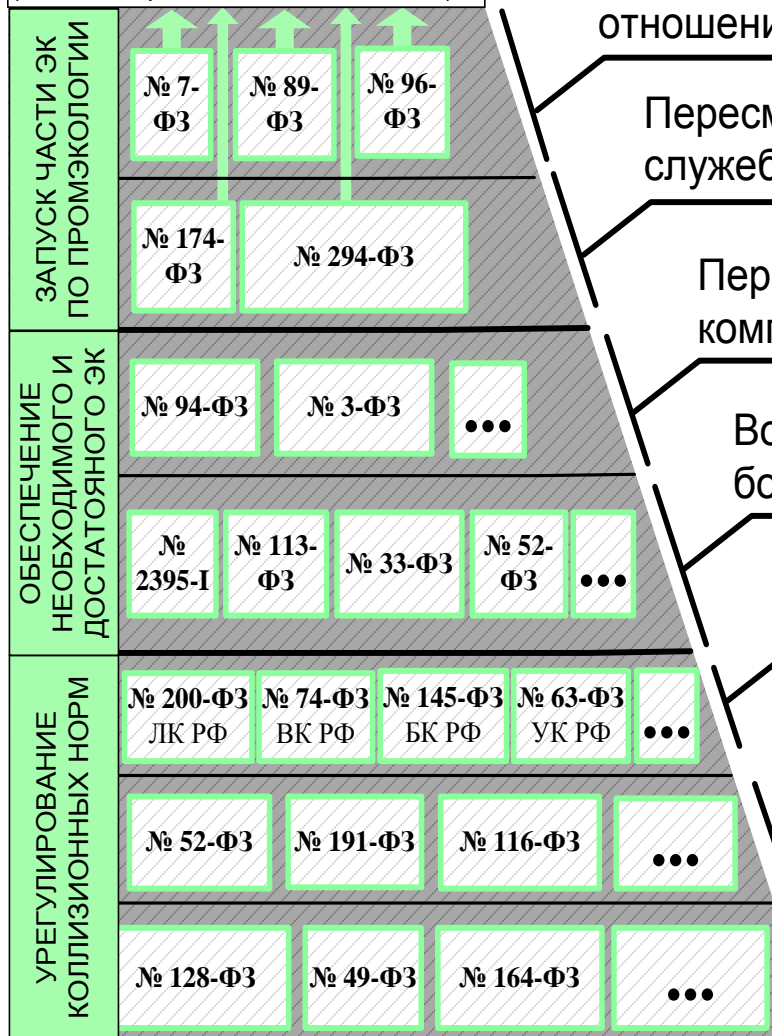 ЗАПУСК ЧАСТИ ЭК
ПО ПРОМЭКОЛОГИИ
№ 7-
ФЗ
№ 89-
ФЗ
№ 96-
ФЗ
№ 174-
ФЗ
№ 294-ФЗ
ОБЕСПЕЧЕНИЕ
НЕОБХОДИМОГО И
ДОСТАТОЯНОГО ЭК
№ 94-ФЗ
№ 3-ФЗ
...
№
2395-I
№ 113-
ФЗ
№ 33-ФЗ
№ 52-
ФЗ
...
УРЕГУЛИРОВАНИЕ
КОЛЛИЗИОННЫХ НОРМ
№ 200-ФЗ
ЛК РФ
№ 74-ФЗ
ВК РФ
№ 145-ФЗ
БК РФ
№ 63-ФЗ
УК РФ
...
№ 52-ФЗ
№ 191-ФЗ
№ 116-ФЗ
...
№ 128-ФЗ
№ 49-ФЗ
№ 164-ФЗ
...
отношени
Пересм
служеб
Пер
комп
Во
бо